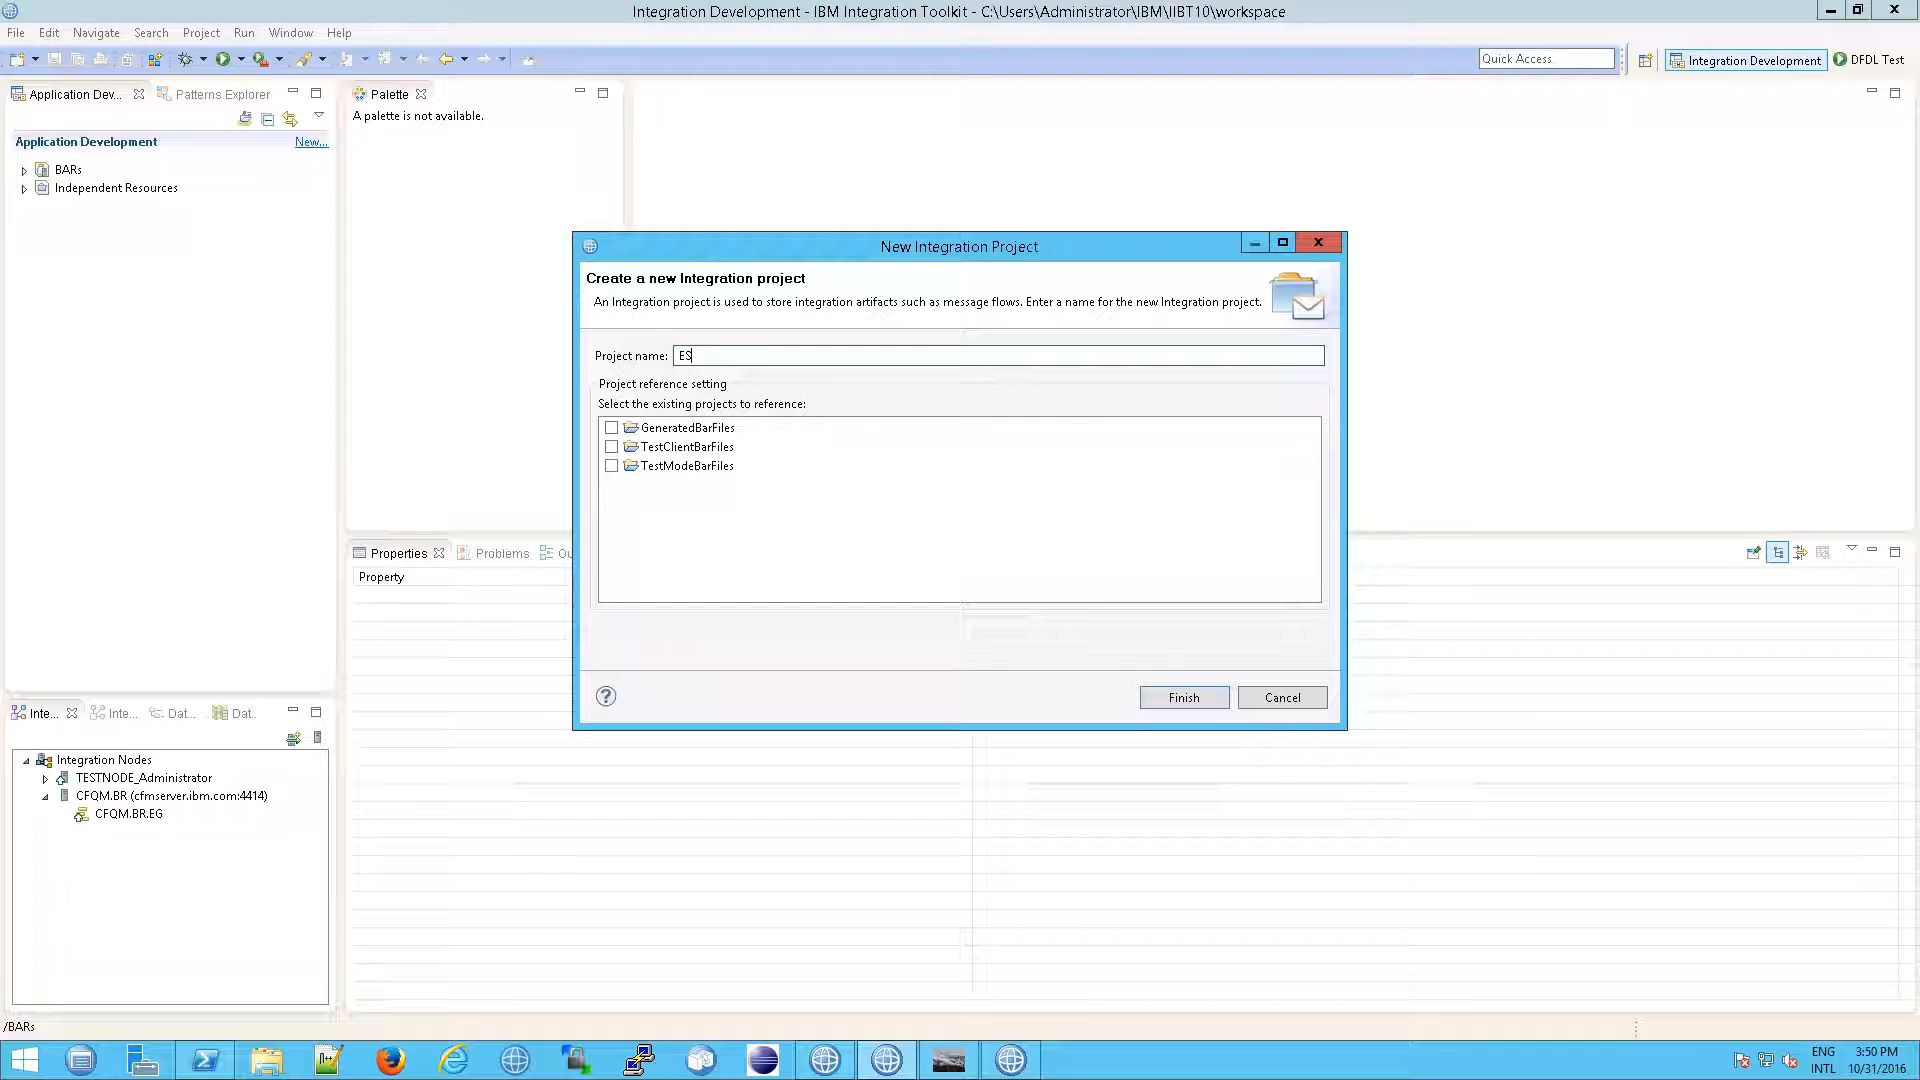 Integration Development - IBM Integration Toolkit - C:\Users\Administrator\IBM\IIBT10\workspace
File Edit Navigate Search Project Run Window Help
Quick Access
Integration Development
DFDL Test
Application Dev...
Patterns Explorer
Palette
A palette is not available.
Application Development
New...
BARs
Independent Resources
New Integration Project
Create a new Integration project
An Integration project is used to store integration artifacts such as message flows. Enter a name for the new Integration project.
Project name: ES
Project reference setting
Select the existing projects to reference:
GeneratedBarFiles
TestClientBarFiles
TestModeBarFiles
Finish
Cancel
Properties
Problems
Ou
Property
Inte...
Inte...
Dat...
Dat..
Integration Nodes
TESTNODE_Administrator
CFQM.BR (cfmserver.ibm.com:4414)
CFQM.BR.EG
/BARs
ENG
INTL
3:50 PM
10/31/2016